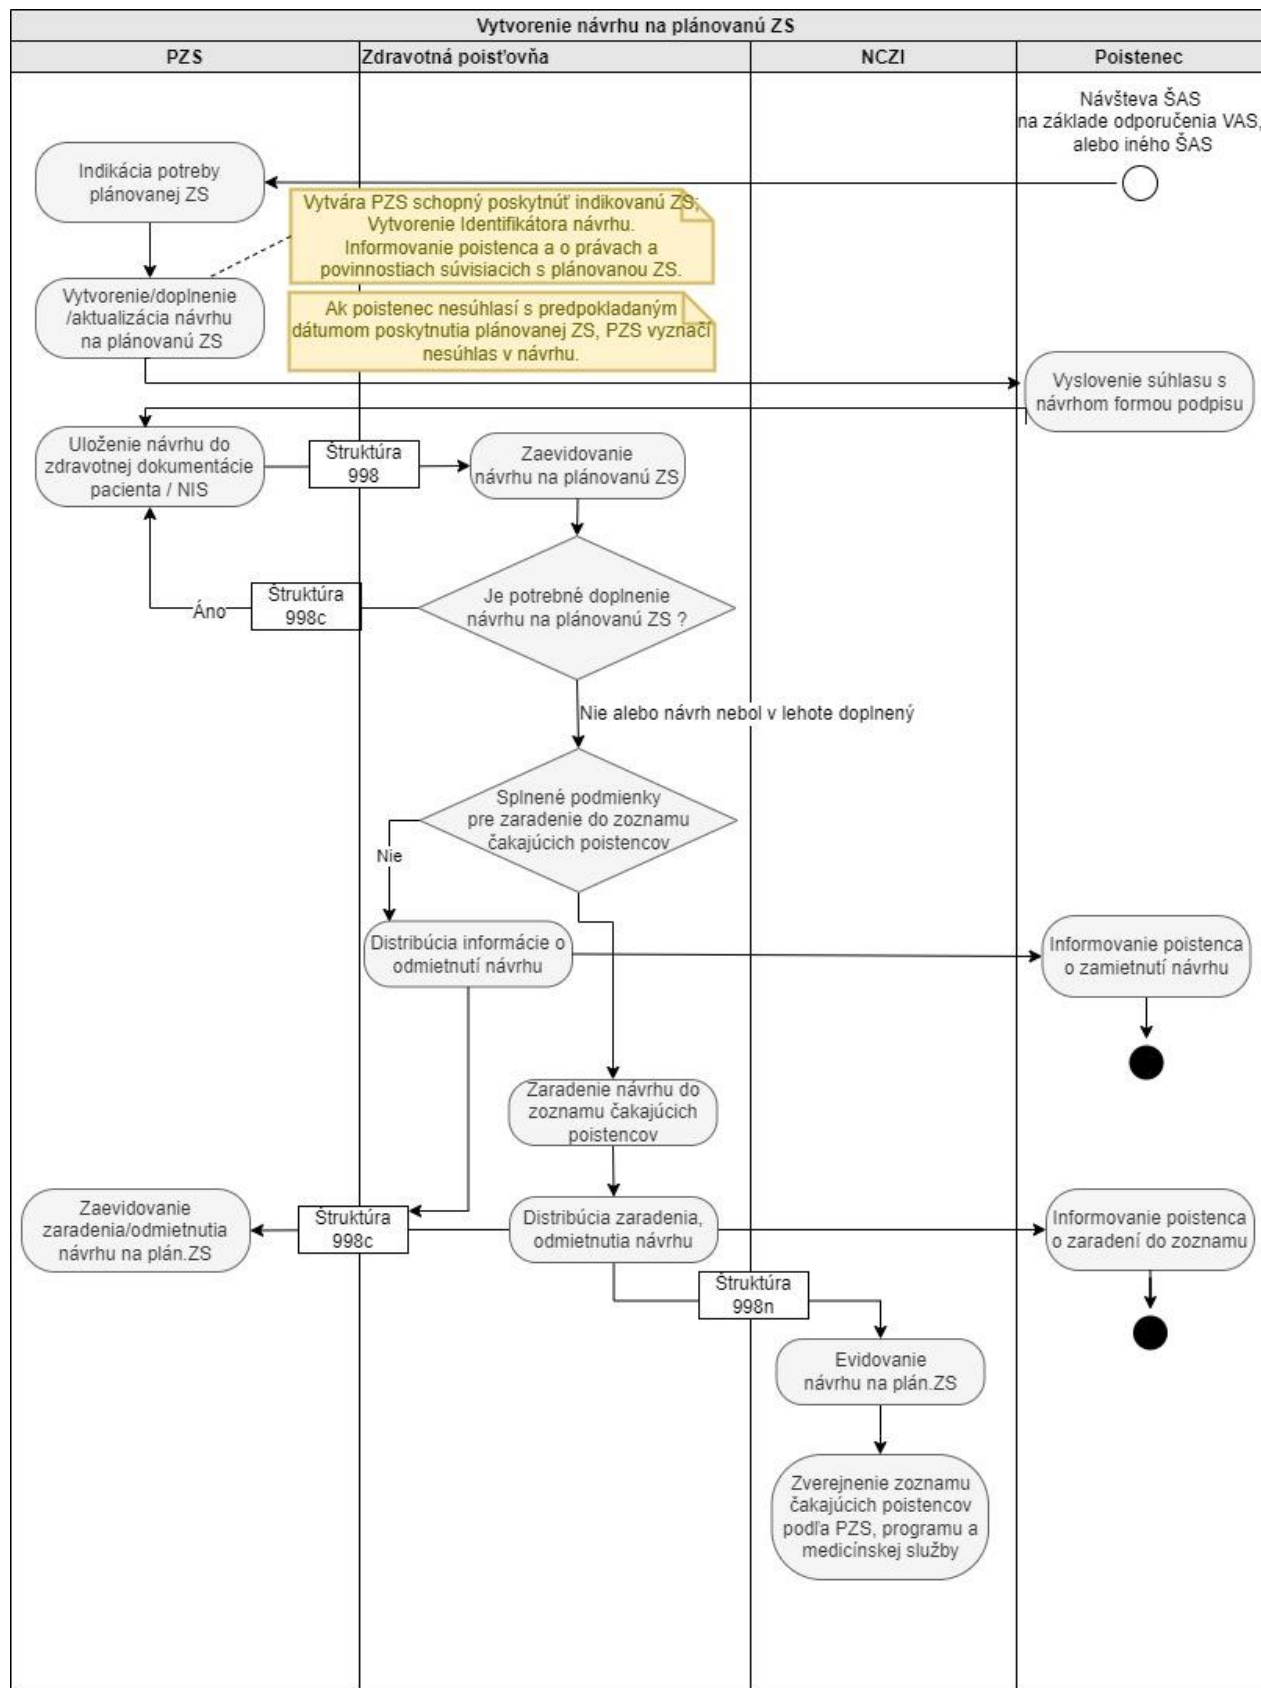 Vytvorenie návrhu na plánovanú ZS
PZS
Zdravotná poisťovňa
NCZI
Poistenec
Návšteva ŠAS
na základe odporučenia VAS,
alebo iného ŠAS
Indikácia potreby
plánovanej ZS
Vytvára PZS schopný poskytnúť indikovanú ZS;
Vytvorenie Identifikátora návrhu.
Informovanie poistenca a o právach a
povinnostiach súvisiacich s plánovanou ZS.
Vytvorenie/doplnenie
/aktualizácia návrhu
na plánovanú ZS
Ak poistenec nesúhlasí s predpokladaným
dátumom poskytnutia plánovanej ZS, PZS vyznačí
nesúhlas v návrhu.
Vyslovenie súhlasu s
návrhom formou podpisu
Uloženie návrhu do
zdravotnej dokumentácie
pacienta / NIS
Štruktúra
998
Zaevidovanie
návrhu na plánovanú ZS
Je potrebné doplnenie
návrhu na plánovanú ZS ?
Štruktúra
998c
Áno
Nie alebo návrh nebol v lehote doplnený
Splnené podmienky
pre zaradenie do zoznamu
čakajúcich poistencov
Nie
Distribúcia informácie o
odmietnutí návrhu
Informovanie poistenca
o zamietnutí návrhu
Zaradenie návrhu do
zoznamu čakajúcich
poistencov
Zaevidovanie
zaradenia/odmietnutia
návrhu na plán.ZS
Štruktúra
998c
Distribúcia zaradenia,
odmietnutia návrhu
Informovanie poistenca
o zaradení do zoznamu
Štruktúra
998n
Evidovanie
návrhu na plán.ZS
Zverejnenie zoznamu
čakajúcich poistencov
podľa PZS, programu a
medicínskej služby